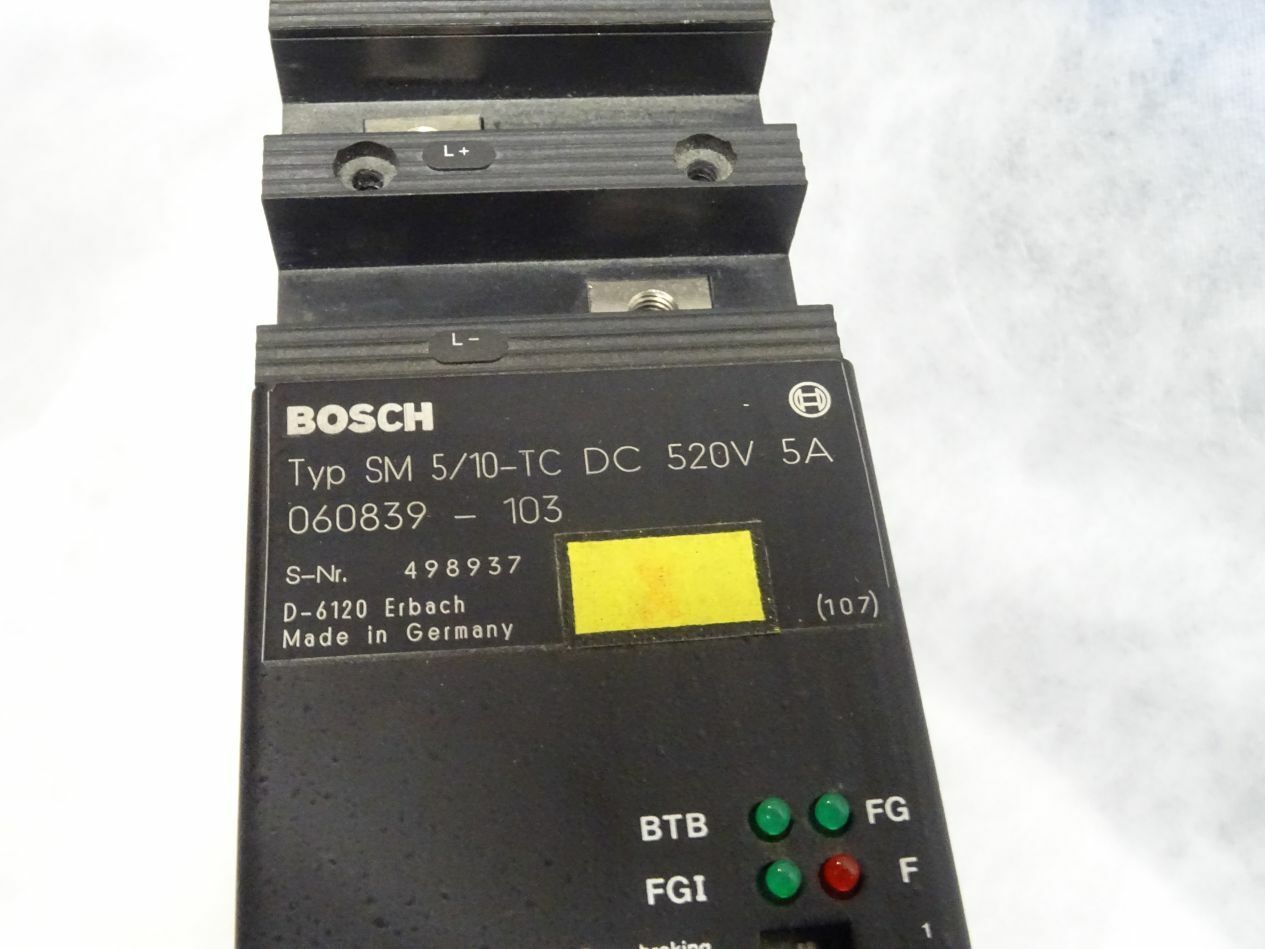 L+
L-
BOSCH
Typ SM 5/10-TC DC 520V 5A
060839 - 103
S-Nr. 498937
D-6120 Erbach
Made in Germany
(107)
BTB FG
FGI F
braking 1